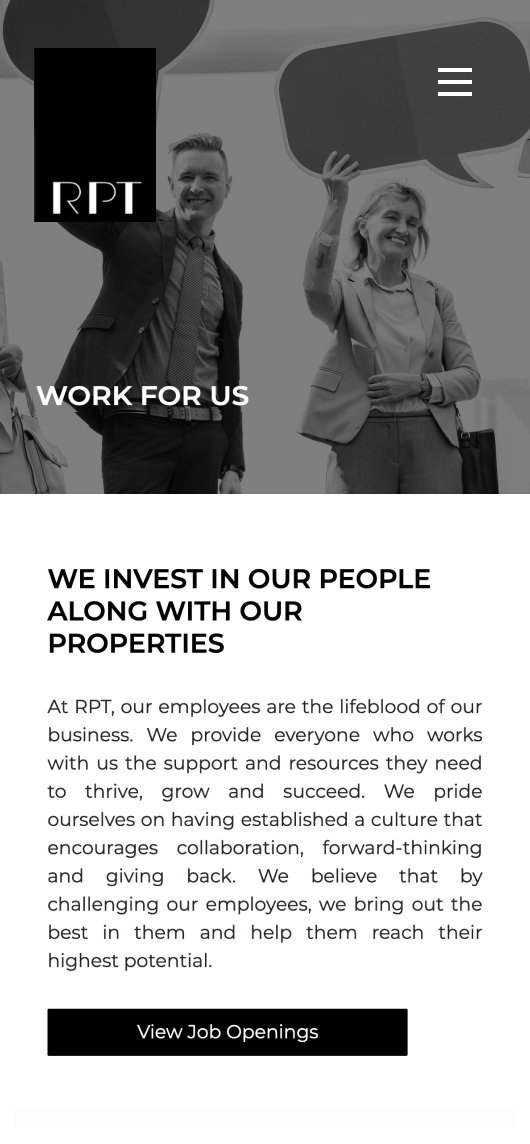 RPT
WORK FOR US
WE INVEST IN OUR PEOPLE
ALONG WITH OUR
PROPERTIES
At RPT, our employees are the lifeblood of our
business. We provide everyone who works
with us the support and resources they need
to thrive, grow and succeed. We pride
ourselves on having established a culture that
encourages collaboration, forward-thinking
and giving back. We believe that by
challenging our employees, we bring out the
best in them and help them reach their
highest potential.
View Job Openings